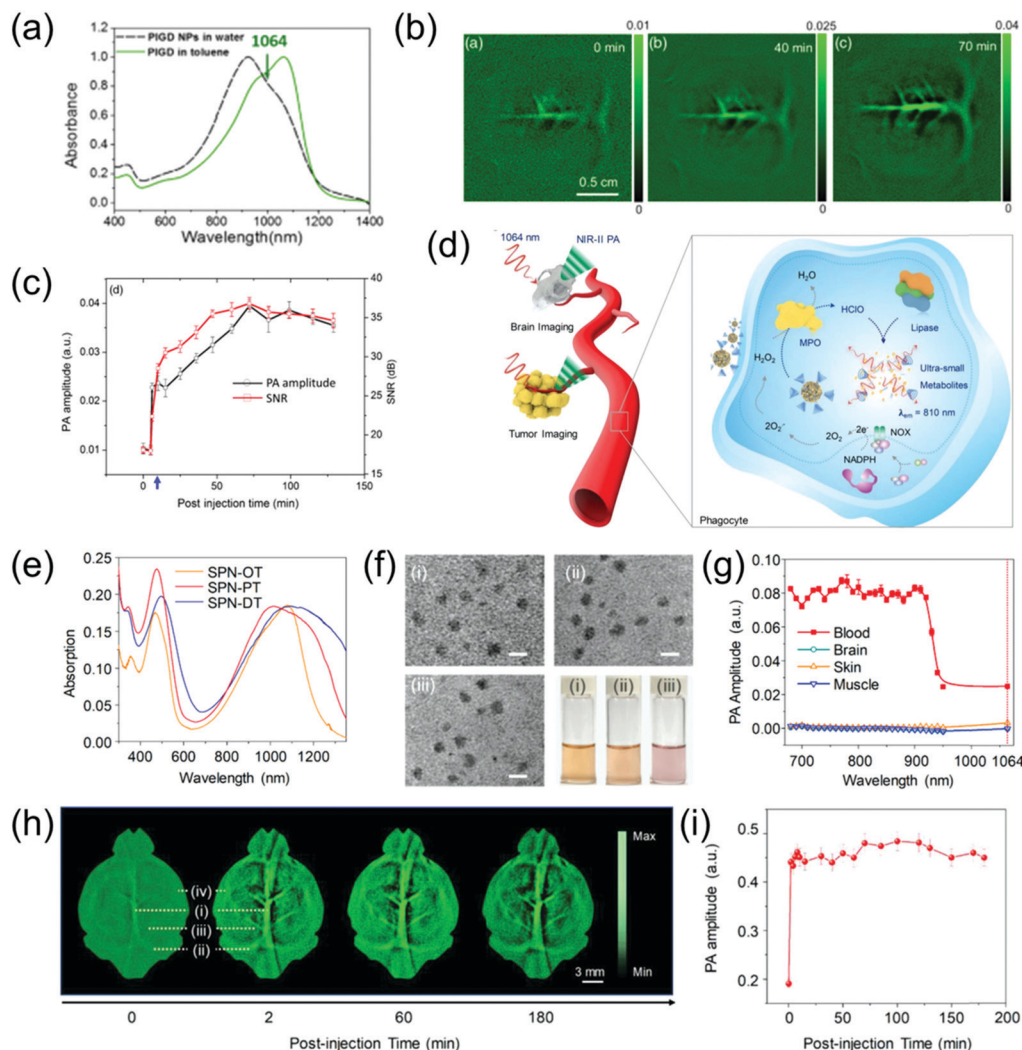 (a)
PIGD NPs in water
PIGD in toluene
1064
1.2
1.0
0.8
0.6
0.4
0.2
0.0
Absorbance
400 600 800 1000 1200 1400
Wavelength(nm)
(b)
(a) 0 min
0.01
0
0.5 cm
(b) 40 min
0.025
0
(c) 70 min
0.04
0
(c)
(d)
PA amplitude (a.u.)
0.04
0.03
0.02
0.01
PA amplitude
SNR
SNR (dB)
40
35
30
25
20
15
0 50 100 150
Post injection time (min)
(d)
1064 nm
NIR-II PA
Brain Imaging
Tumor Imaging
H2O
HClO
Lipase
MPO
H2O2
Ultra-small
Metabolites
λem = 810 nm
2O2-
2O2
2e-
NOX
NADPH
Phagocyte
(e)
0.25
0.20
0.15
0.10
0.05
0.00
Absorption
SPN-OT
SPN-PT
SPN-DT
400 600 800 1000 1200
Wavelength (nm)
(f)
(i)
(ii)
(iii)
(i) (ii) (iii)
(g)
0.10
0.08
0.06
0.04
0.02
0.00
PA Amplitude (a.u.)
Blood
Brain
Skin
Muscle
700 800 900 1000 1064
Wavelength (nm)
(h)
(iv)
(i)
(iii)
(ii)
Max
Min
3 mm
0 2 60 180
Post-injection Time (min)
(i)
PA amplitude (a.u.)
0.5
0.4
0.3
0.2
0 50 100 150 200
Post-injection Time (min)